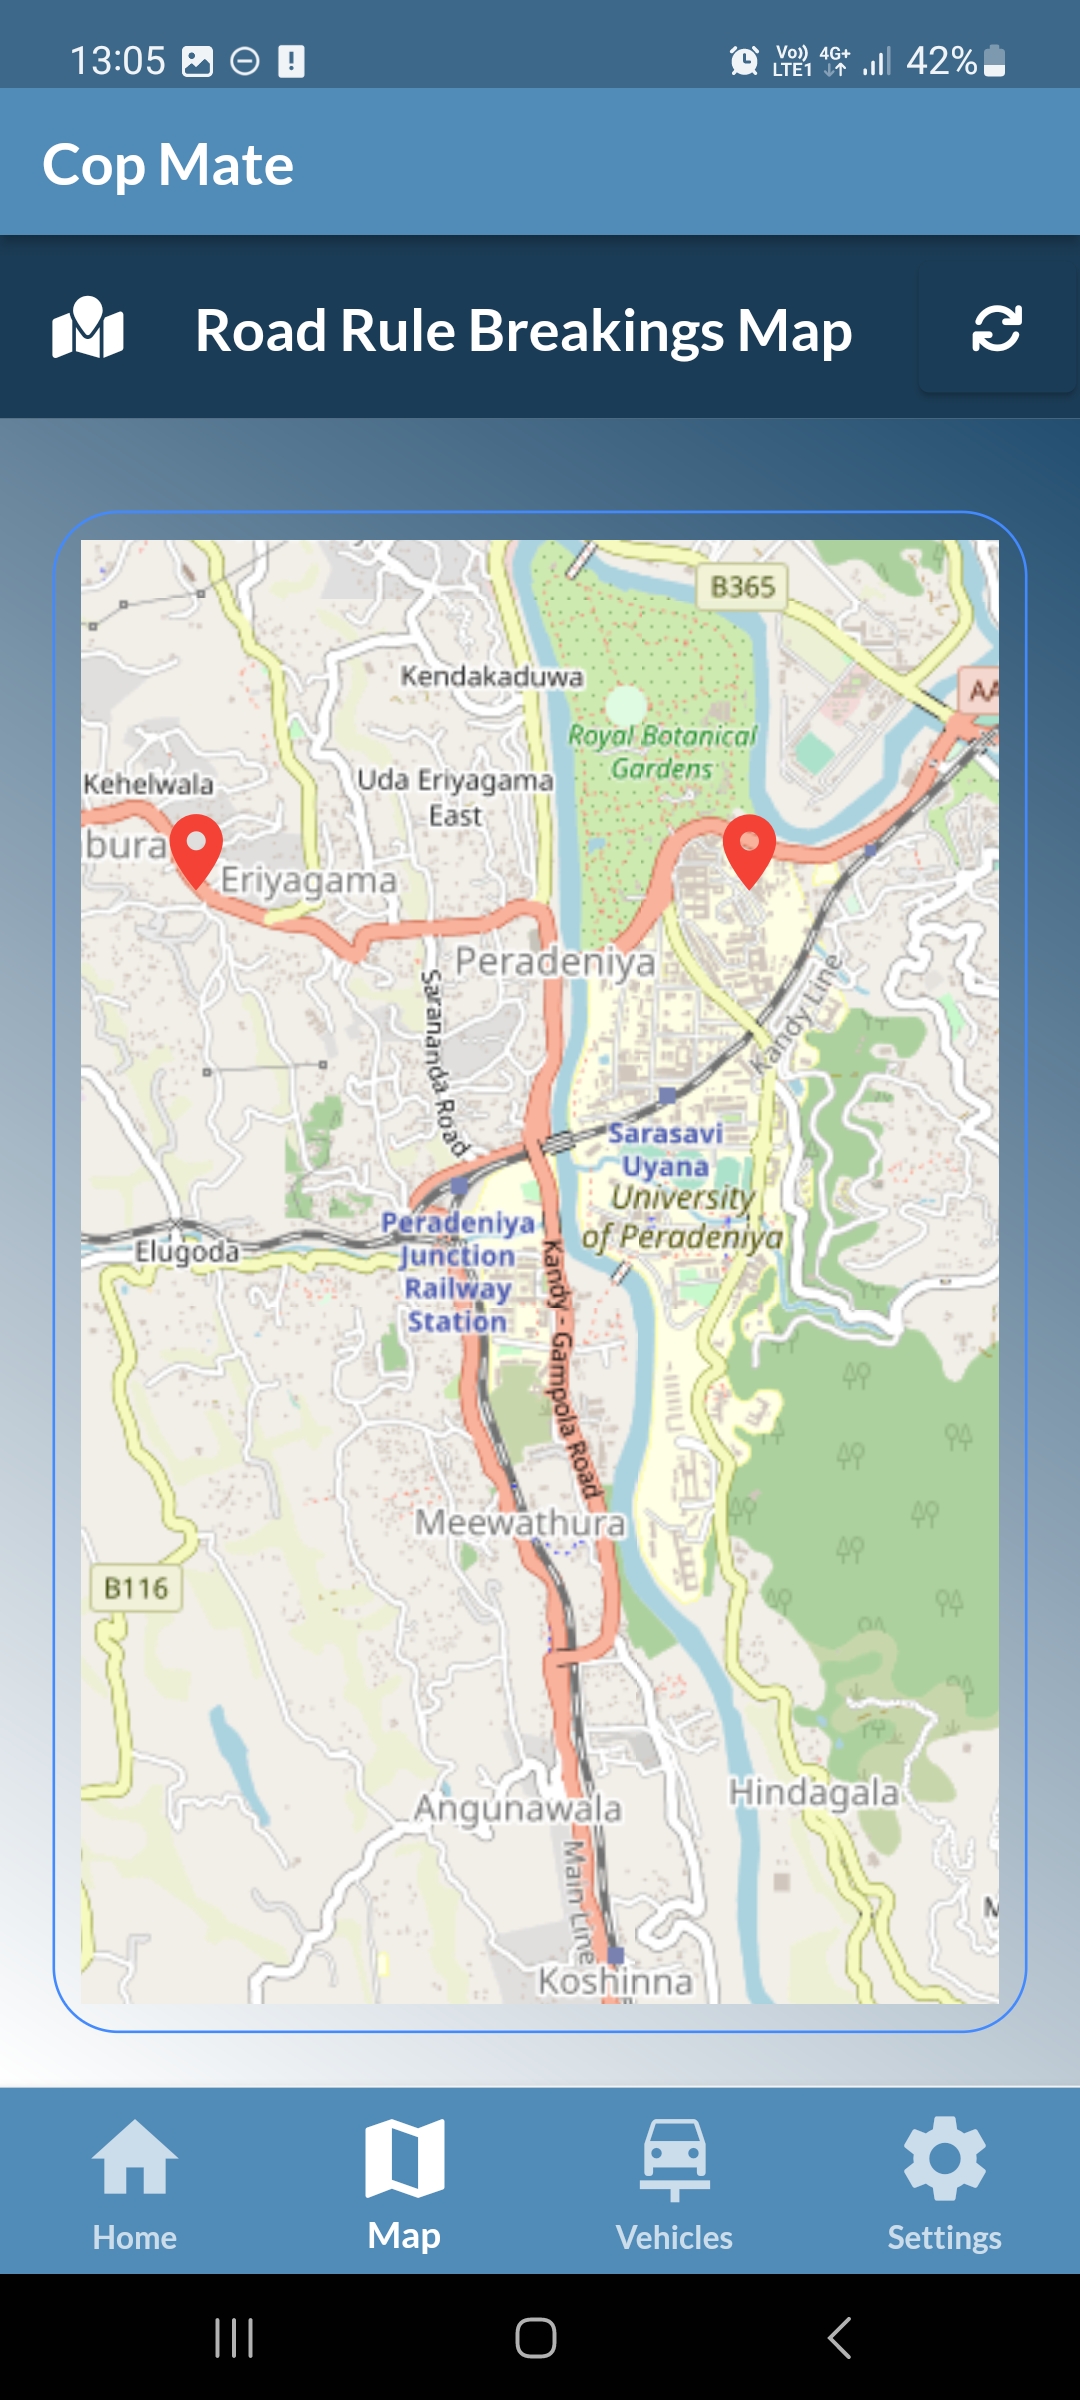 13:05
Vo)) LTE1 4G+ 42%
Cop Mate
Road Rule Breakings Map
B365
Kendakaduwa
AA
Royal Botanical
Gardens
Kehelwala
Uda Eriyagama
East
bura
Eriyagama
Peradeniya
Sarananda Road
Kandy Line
Sarasavi
Uyana
University
of Peradeniya
Peradeniya
Junction
Railway
Station
Elugoda
Kandy - Gampola Road
Meewathura
B116
Hindagala
Angunawala
Main Line
M
Koshinna
Home
Map
Vehicles
Settings